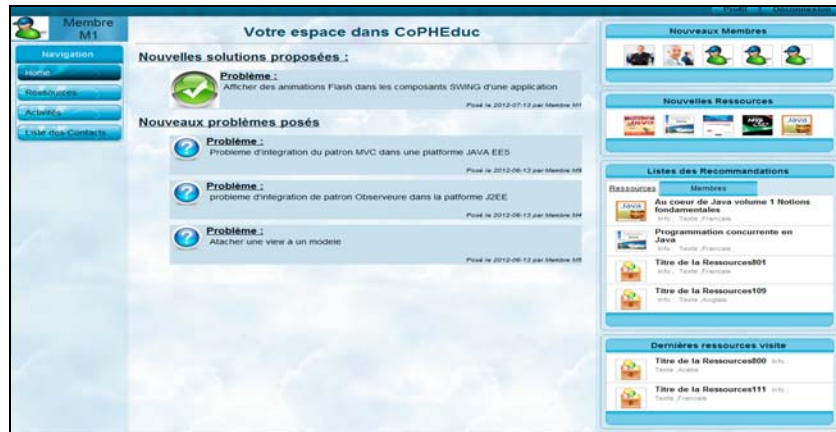 Profil Déconnexion
Membre
M1
Navigation
Home
Ressources
Activités
Liste des Contacts
Votre espace dans CoPHEduc
Nouvelles solutions proposées :
Problème :
Afficher des animations Flash dans les composants SWING d'une application
Posé le 2012-07-13 par Membre M1
Nouveaux problèmes posés
Problème :
Probleme d'integration du patron MVC dans une platforme JAVA EE5
Posé le 2012-06-13 par Membre M9
Problème :
probleme d'integration de patron Observeure dans la patforme J2EE
Posé le 2012-06-13 par Membre M4
Problème :
Atacher une view a un modele
Posé le 2012-06-13 par Membre M5
Nouveaux Membres
Nouvelles Ressources
Java
Listes des Recommandations
Ressources Membres
Java
Au coeur de Java volume 1 Notions
fondamentales
Info : Texte ,Francais
Programmation concurrente en
Java
Info : Texte ,Francais
Titre de la Ressources801
Info : Texte ,Francais
Titre de la Ressources109
Info : Texte ,Anglais
Dernières ressources visite
Titre de la Ressources800 Info :
Texte ,Arabe
Titre de la Ressources111 Info :
Texte ,Francais